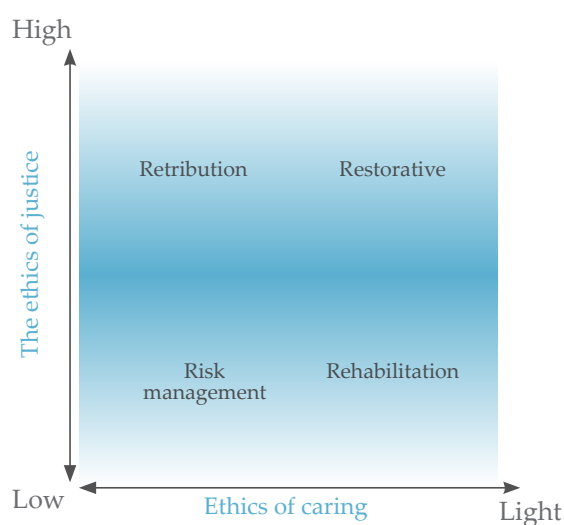 High
The ethics of justice
Retribution
Restorative
Risk
management
Rehabilitation
Low
Ethics of caring
Light